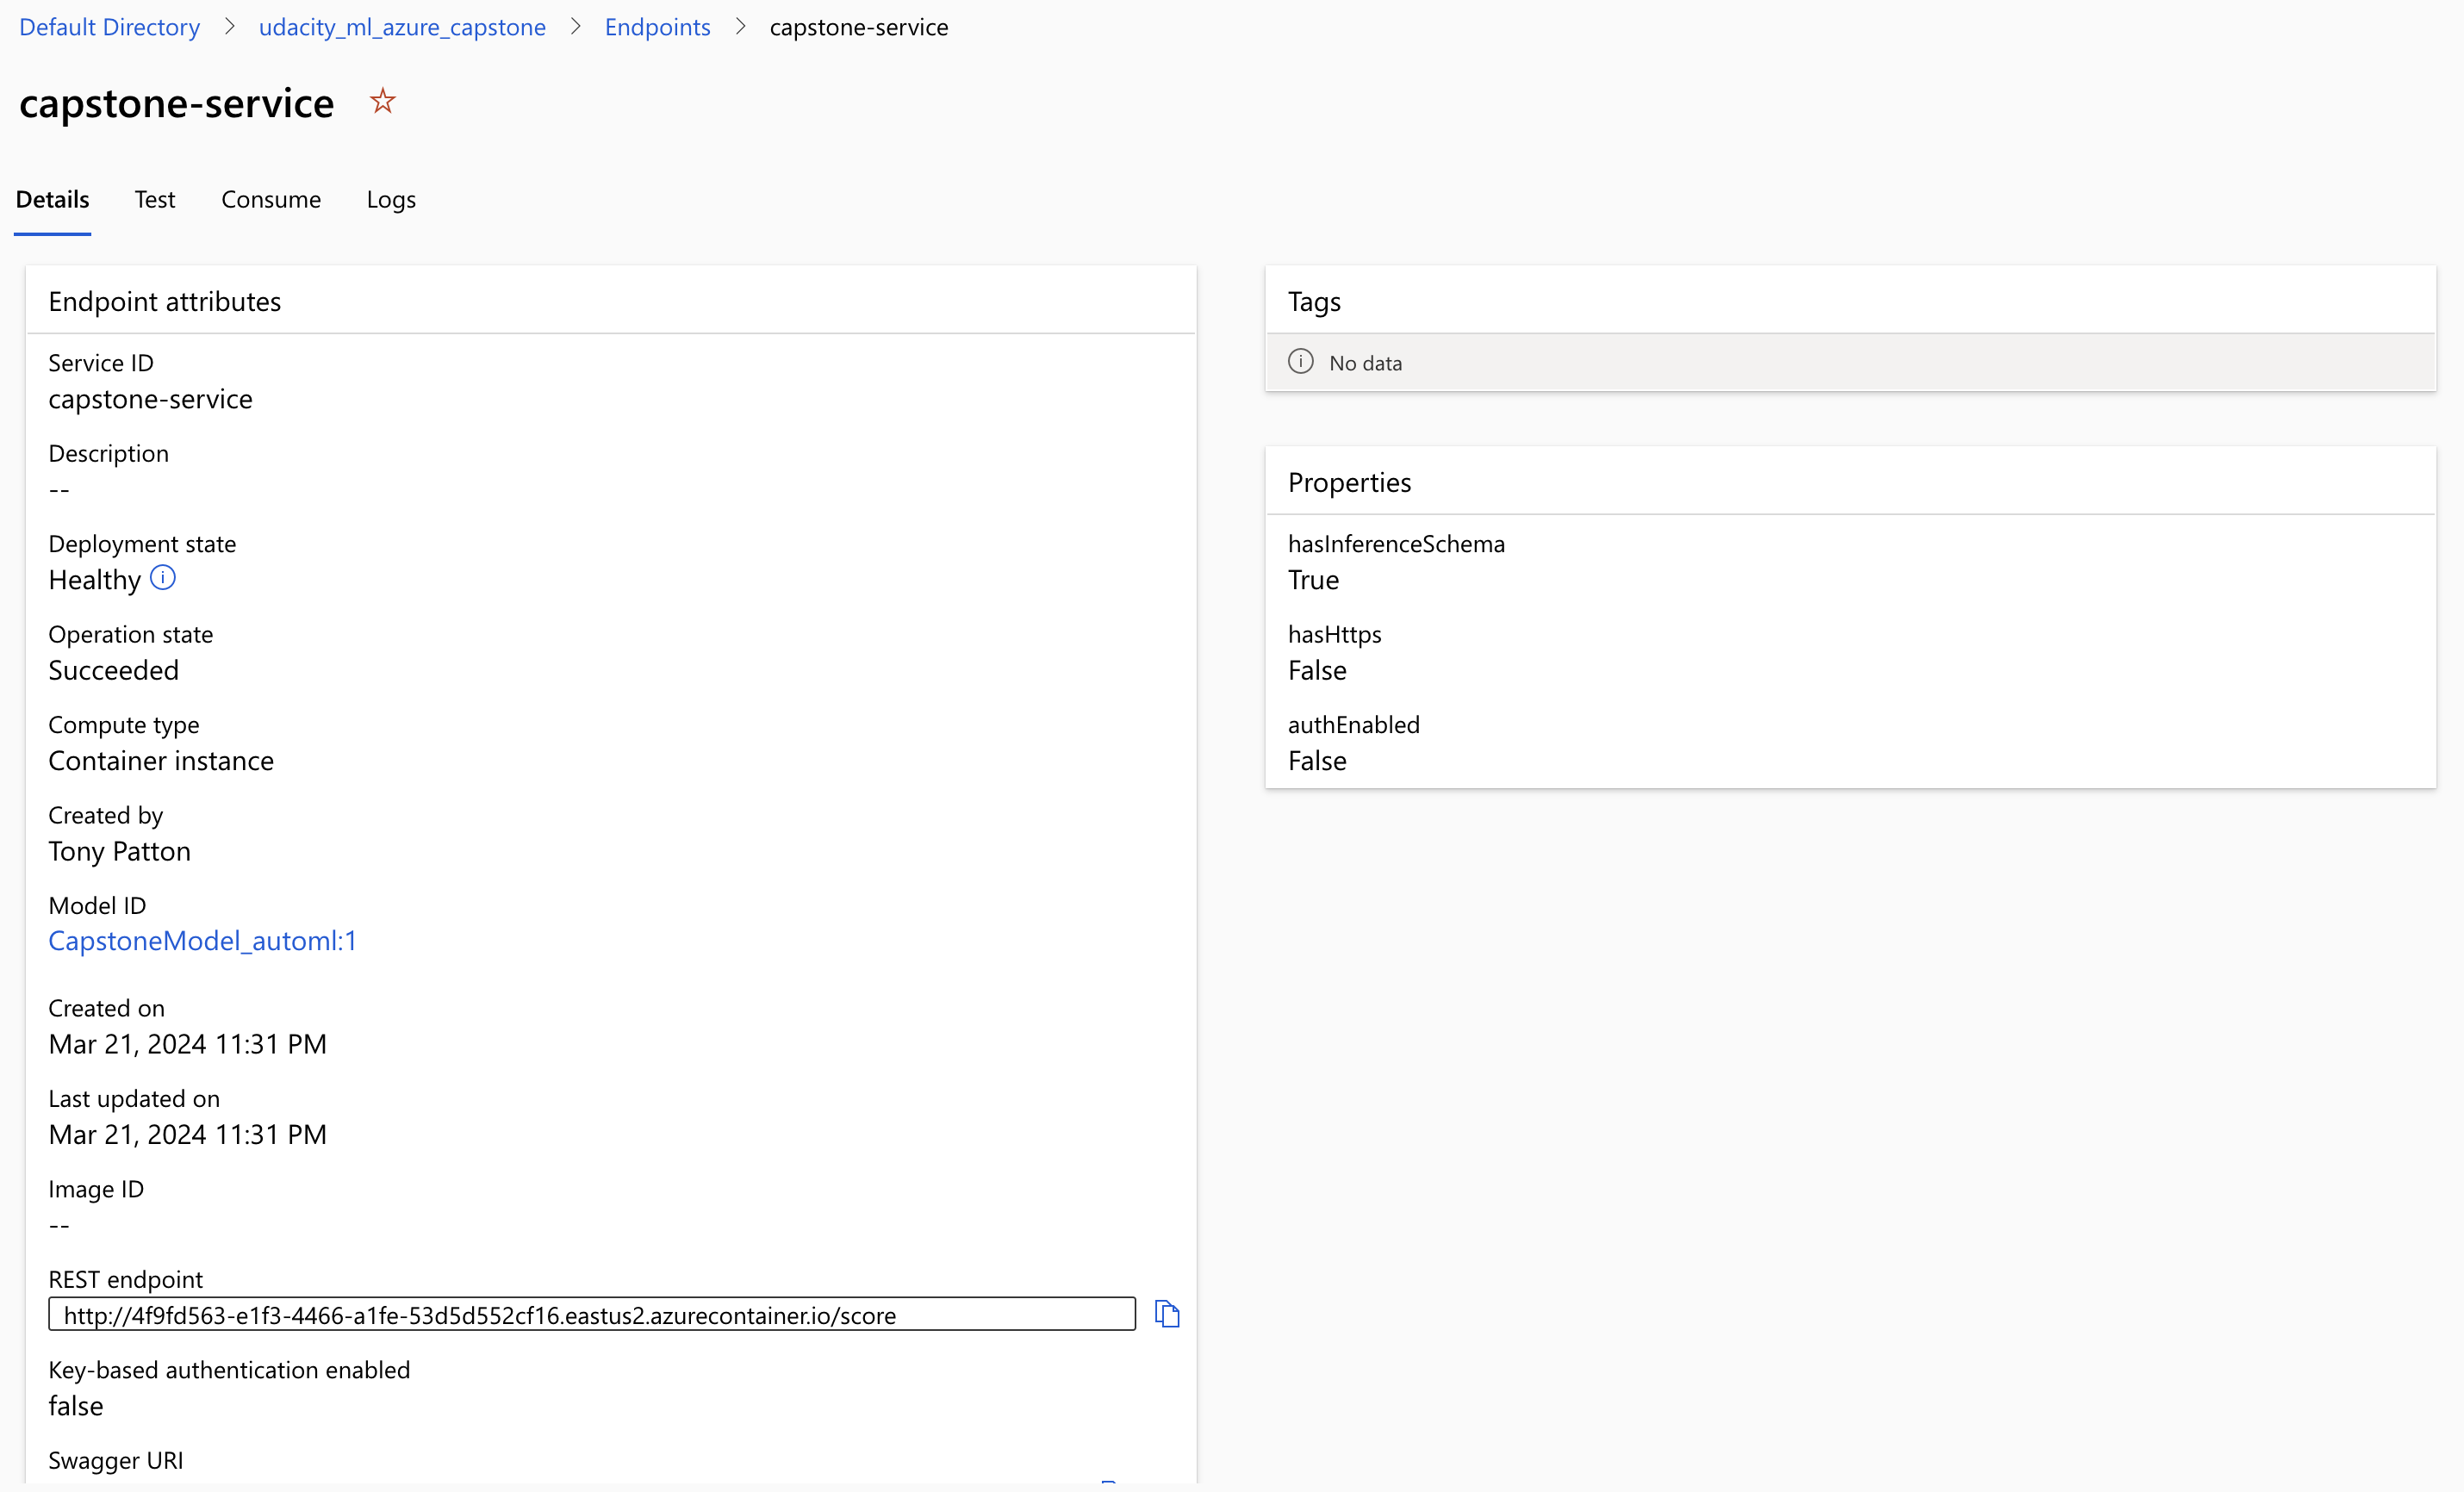 Default Directory > udacity_ml_azure_capstone > Endpoints > capstone-service
capstone-service
Details Test Consume Logs
Endpoint attributes
Service ID
capstone-service
Description
--
Deployment state
Healthy
Operation state
Succeeded
Compute type
Container instance
Created by
Tony Patton
Model ID
CapstoneModel_automl:1
Created on
Mar 21, 2024 11:31 PM
Last updated on
Mar 21, 2024 11:31 PM
Image ID
--
REST endpoint
http://4f9fd563-e1f3-4466-a1fe-53d5d552cf16.eastus2.azurecontainer.io/score
Key-based authentication enabled
false
Swagger URI
Tags
No data
Properties
hasInferenceSchema
True
hasHttps
False
authEnabled
False